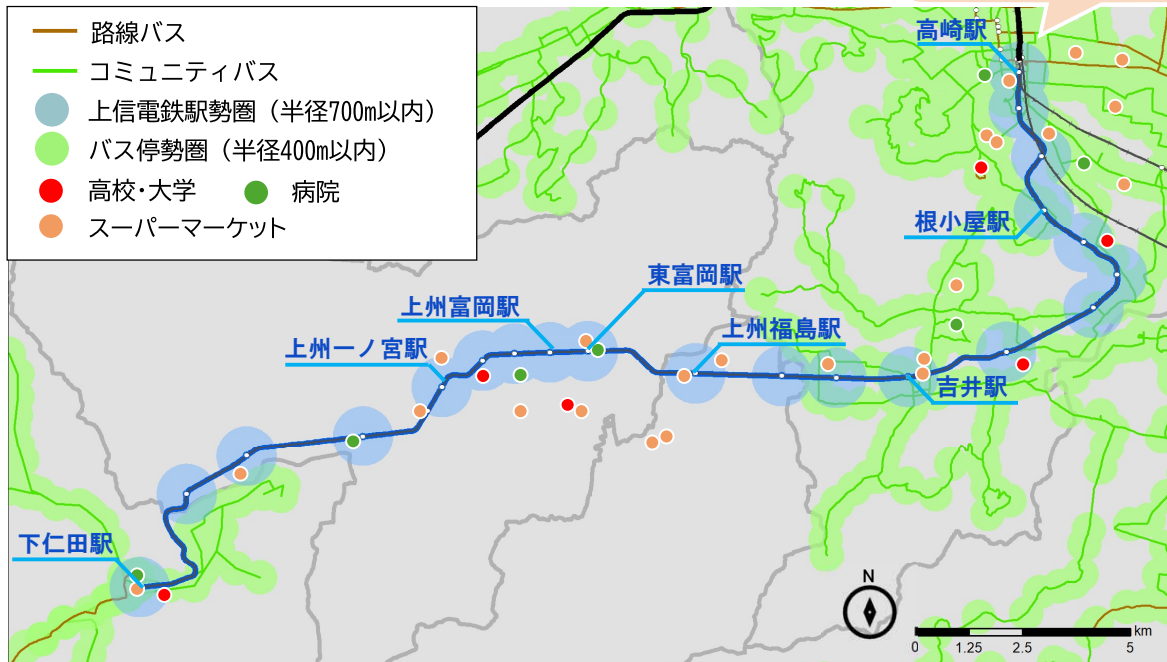 路線バス
コミュニティバス
上信電鉄駅勢圏（半径700m以内）
バス停勢圏（半径400m以内）
高校・大学
病院
スーパーマーケット
高崎駅
根小屋駅
東富岡駅
上州富岡駅
上州福島駅
上州一ノ宮駅
吉井駅
下仁田駅
N
km
0
1.25
2.5
5